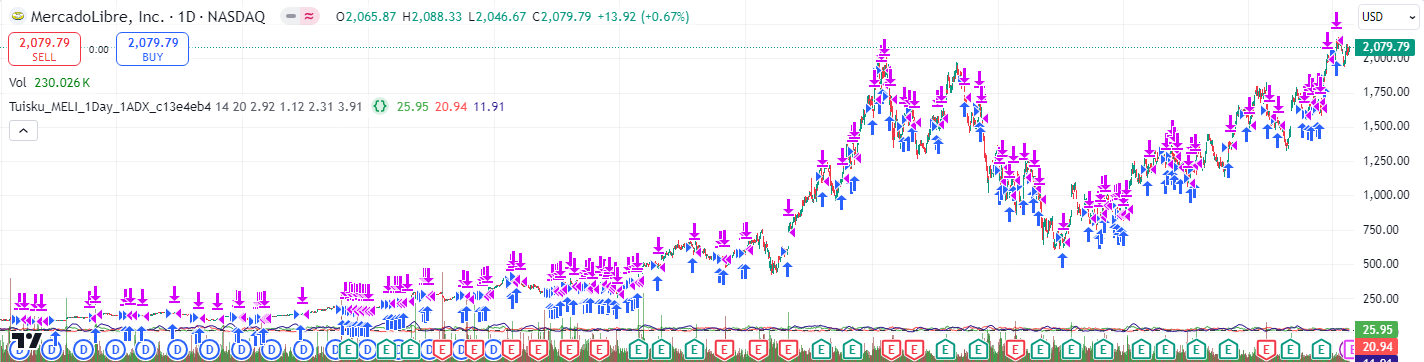 MercadoLibre, Inc. · 1D · NASDAQ O2,065.87 H2,088.33 L2,046.67 C2,079.79 +13.92 (+0.67%) USD
2,079.79 SELL 0.00 2,079.79 BUY
2,079.79
2,000.00
Vol 230.026 K
1,750.00
Tuisku_MELI_1Day_1ADX_c13e4eb4 14 20 2.92 1.12 2.31 3.91 {} 25.95 20.94 11.91
1,500.00
1,250.00
1,000.00
750.00
500.00
250.00
25.95
20.94
D D D D D D D D D D D E D E E E E E E E E E E E E E E E E E E E E E E E E E E E E E E E